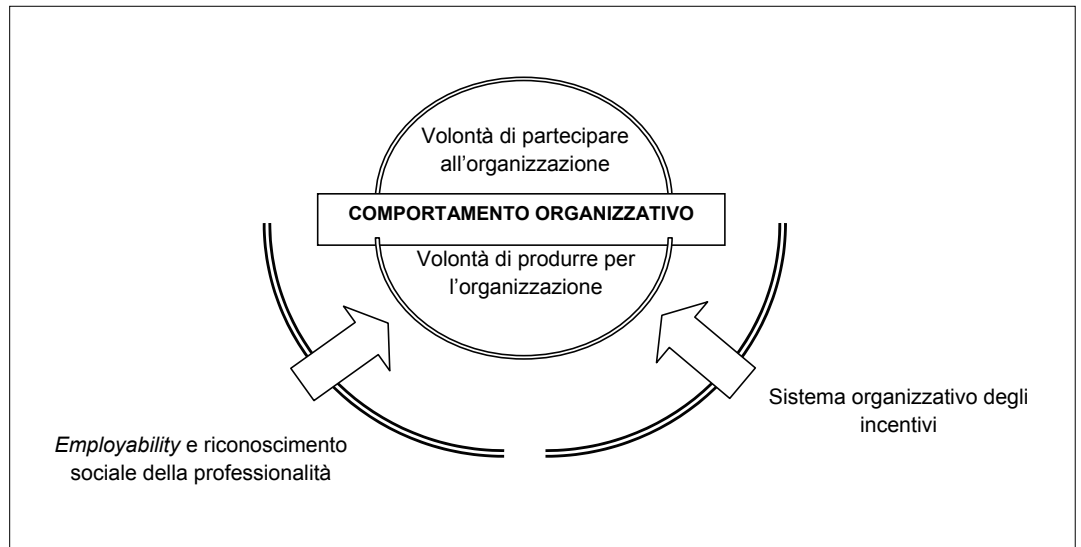 Volontà di partecipare
all’organizzazione
COMPORTAMENTO ORGANIZZATIVO
Volontà di produrre per
l’organizzazione
Sistema organizzativo degli
incentivi
Employability e riconoscimento
sociale della professionalità